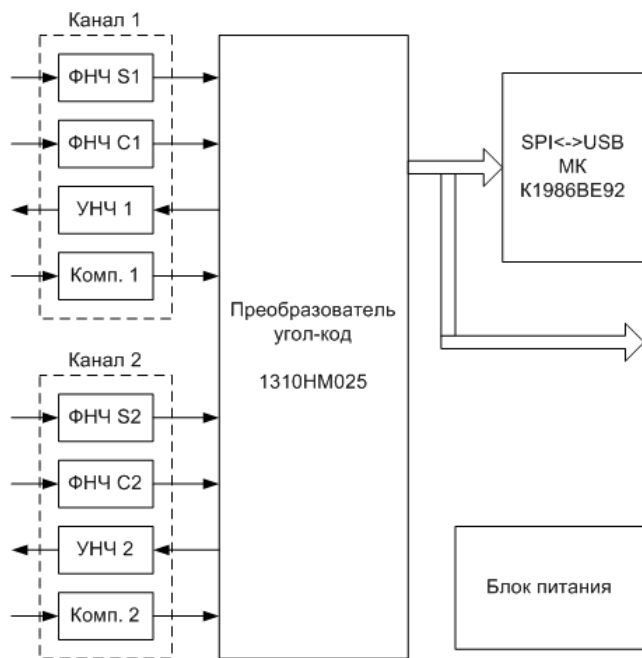 Канал 1
ФНЧ S1
ФНЧ C1
УНЧ 1
Комп. 1
Канал 2
ФНЧ S2
ФНЧ C2
УНЧ 2
Комп. 2
Преобразователь
угол-код
1310НМ025
SPI<->USB
МК
К1986ВЕ92
Блок питания